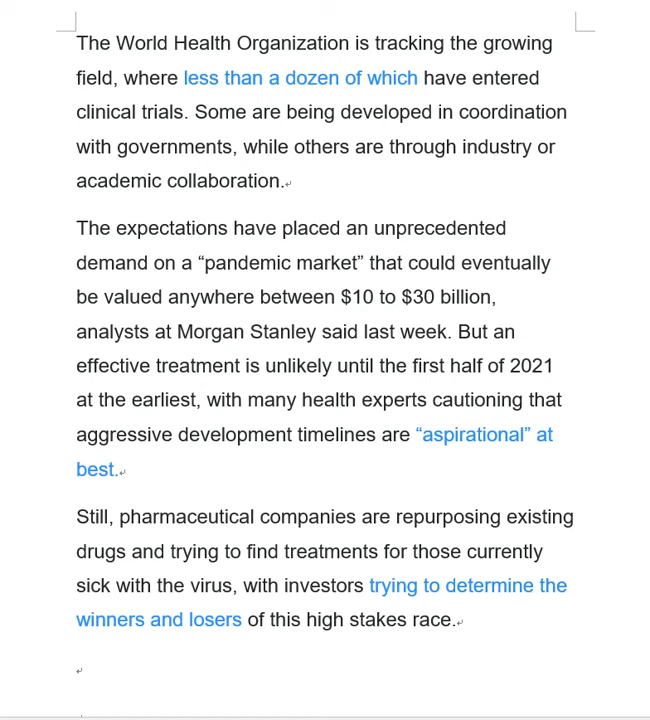 The World Health Organization is tracking the growing
field, where less than a dozen of which have entered
clinical trials. Some are being developed in coordination
with governments, while others are through industry or
academic collaboration.
The expectations have placed an unprecedented
demand on a “pandemic market” that could eventually
be valued anywhere between $10 to $30 billion,
analysts at Morgan Stanley said last week. But an
effective treatment is unlikely until the first half of 2021
at the earliest, with many health experts cautioning that
aggressive development timelines are “aspirational” at
best.
Still, pharmaceutical companies are repurposing existing
drugs and trying to find treatments for those currently
sick with the virus, with investors trying to determine the
winners and losers of this high stakes race.